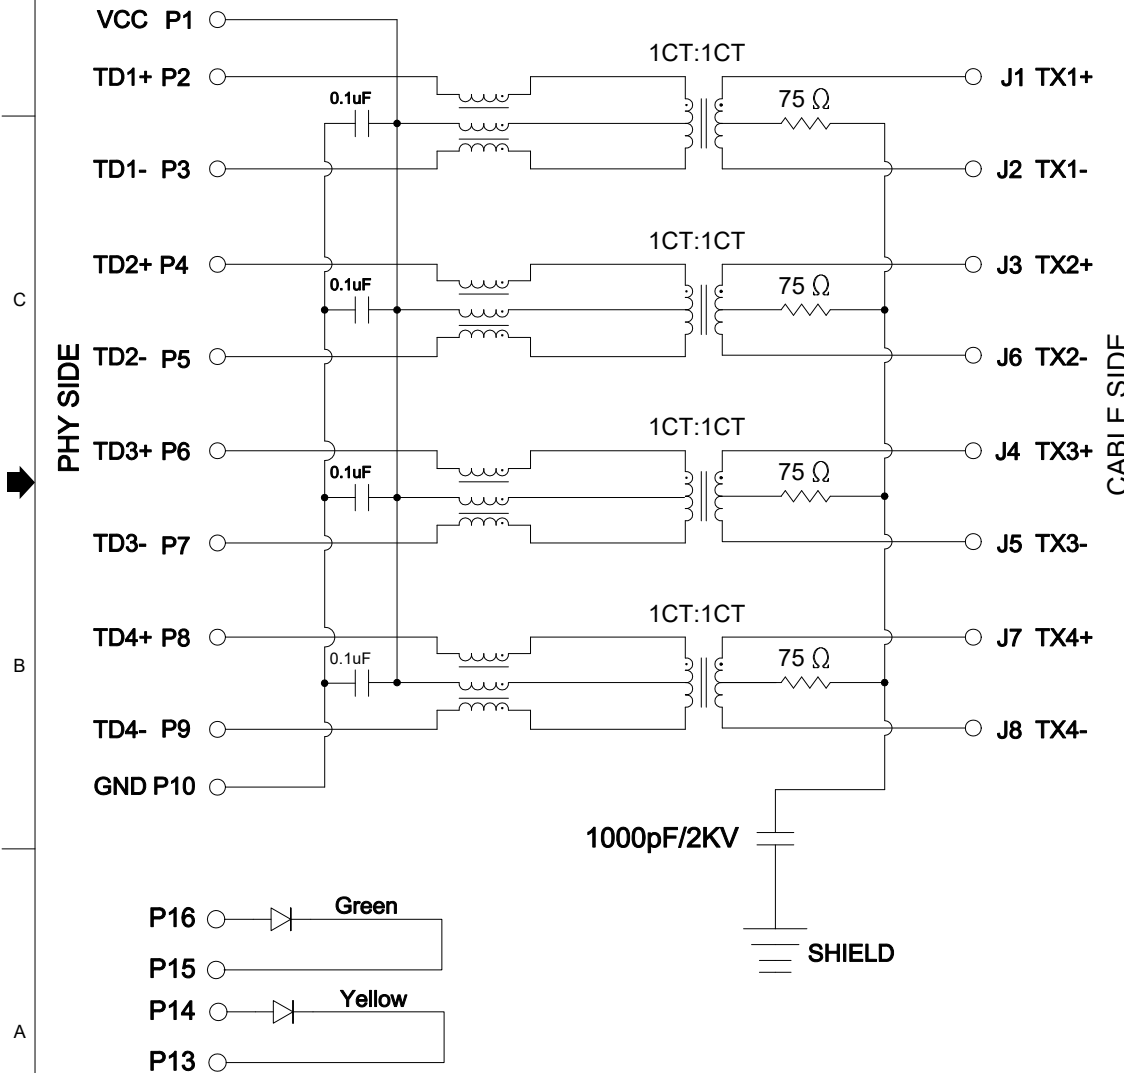 VCC P1
1CT:1CT
TD1+ P2
J1 TX1+
0.1uF
75 Ω
TD1- P3
J2 TX1-
1CT:1CT
TD2+ P4
J3 TX2+
0.1uF
75 Ω
C
TD2- P5
J6 TX2-
PHY SIDE
CABLE SIDE
1CT:1CT
TD3+ P6
J4 TX3+
0.1uF
75 Ω
TD3- P7
J5 TX3-
1CT:1CT
TD4+ P8
J7 TX4+
0.1uF
75 Ω
B
TD4- P9
J8 TX4-
GND P10
1000pF/2KV
P16
Green
SHIELD
P15
Yellow
P14
A
P13